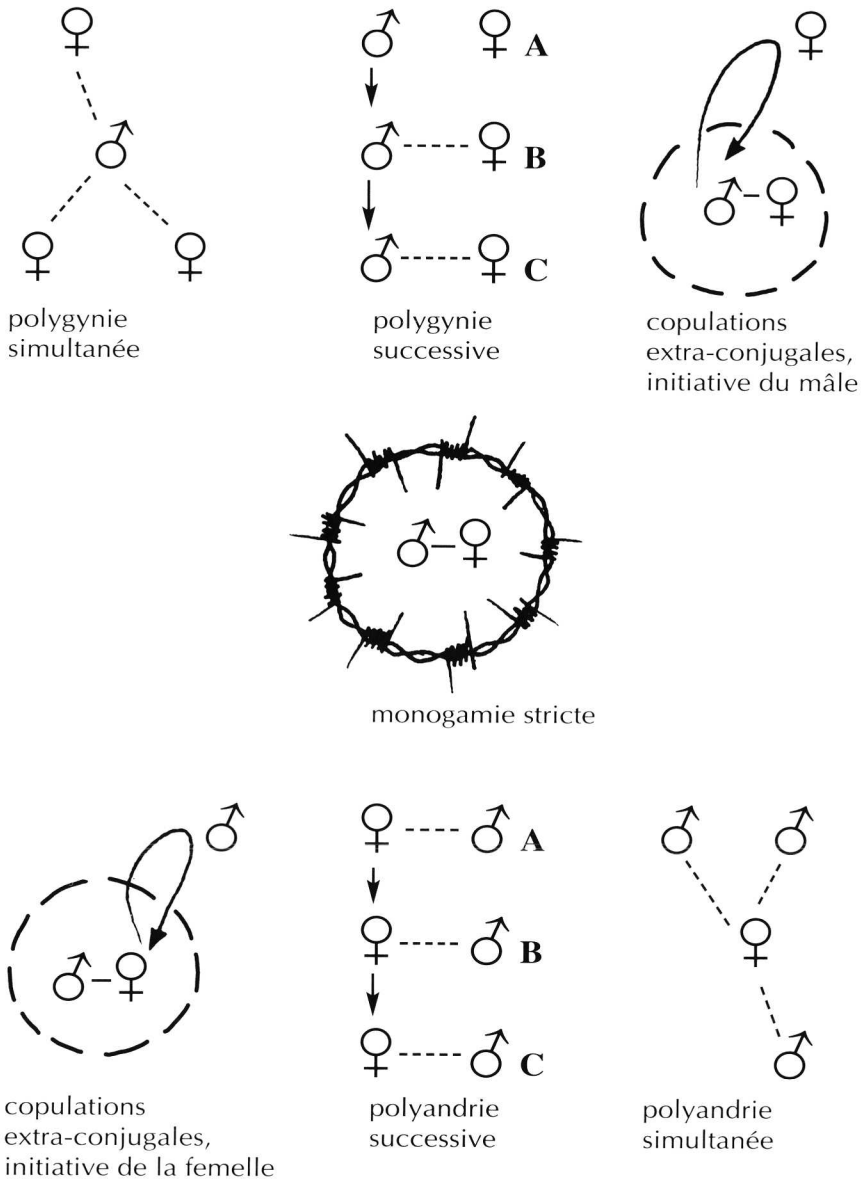 A
B
C
polygynie
simultanée
polygynie
successive
copulations
extra-conjugales,
initiative du mâle
monogamie stricte
A
B
C
copulations
extra-conjugales,
initiative de la femelle
polyandrie
successive
polyandrie
simultanée